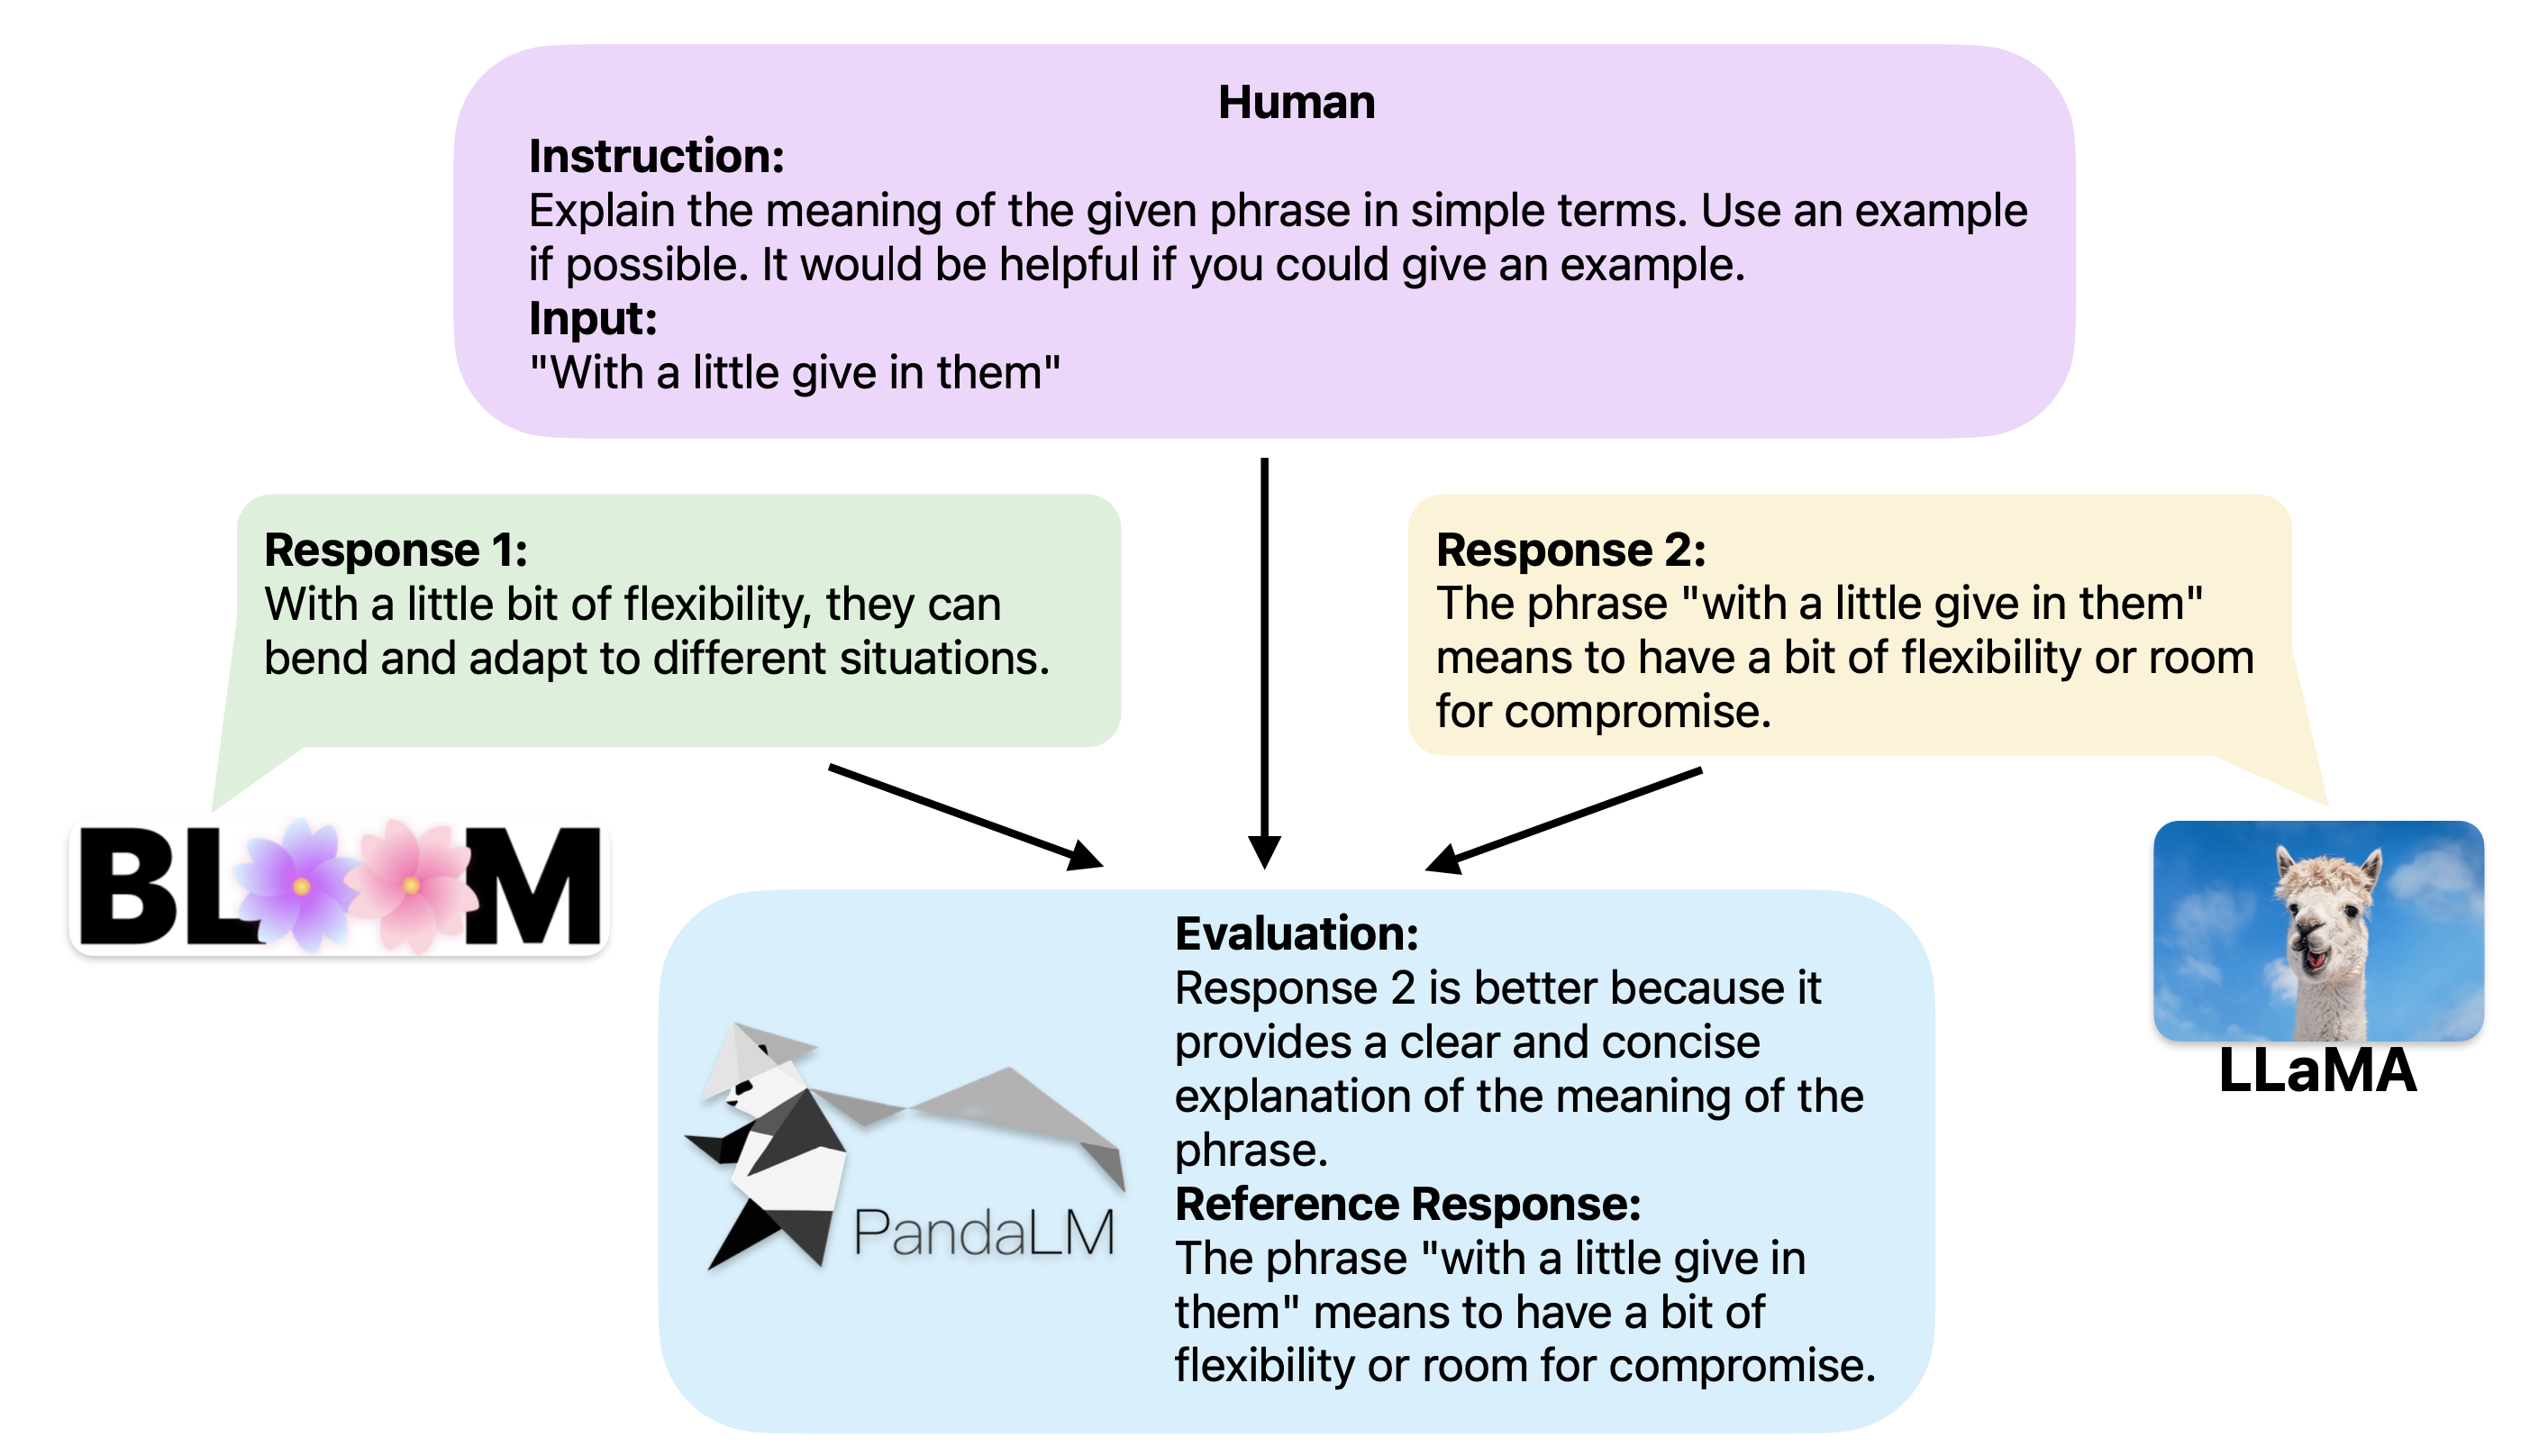 Human
Instruction:
Explain the meaning of the given phrase in simple terms. Use an example
if possible. It would be helpful if you could give an example.
Input:
"With a little give in them"
Response 1:
With a little bit of flexibility, they can
bend and adapt to different situations.
Response 2:
The phrase "with a little give in them"
means to have a bit of flexibility or room
for compromise.
BLOOM
LLaMA
PandaLM
Evaluation:
Response 2 is better because it
provides a clear and concise
explanation of the meaning of the
phrase.
Reference Response:
The phrase "with a little give in
them" means to have a bit of
flexibility or room for compromise.